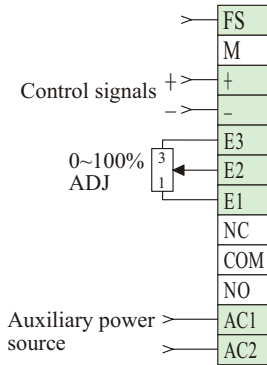 FS
M
Control signals + +
− −
E3
0~100% 3 E2
ADJ 1 E1
NC
COM
NO
Auxiliary power AC1
source AC2